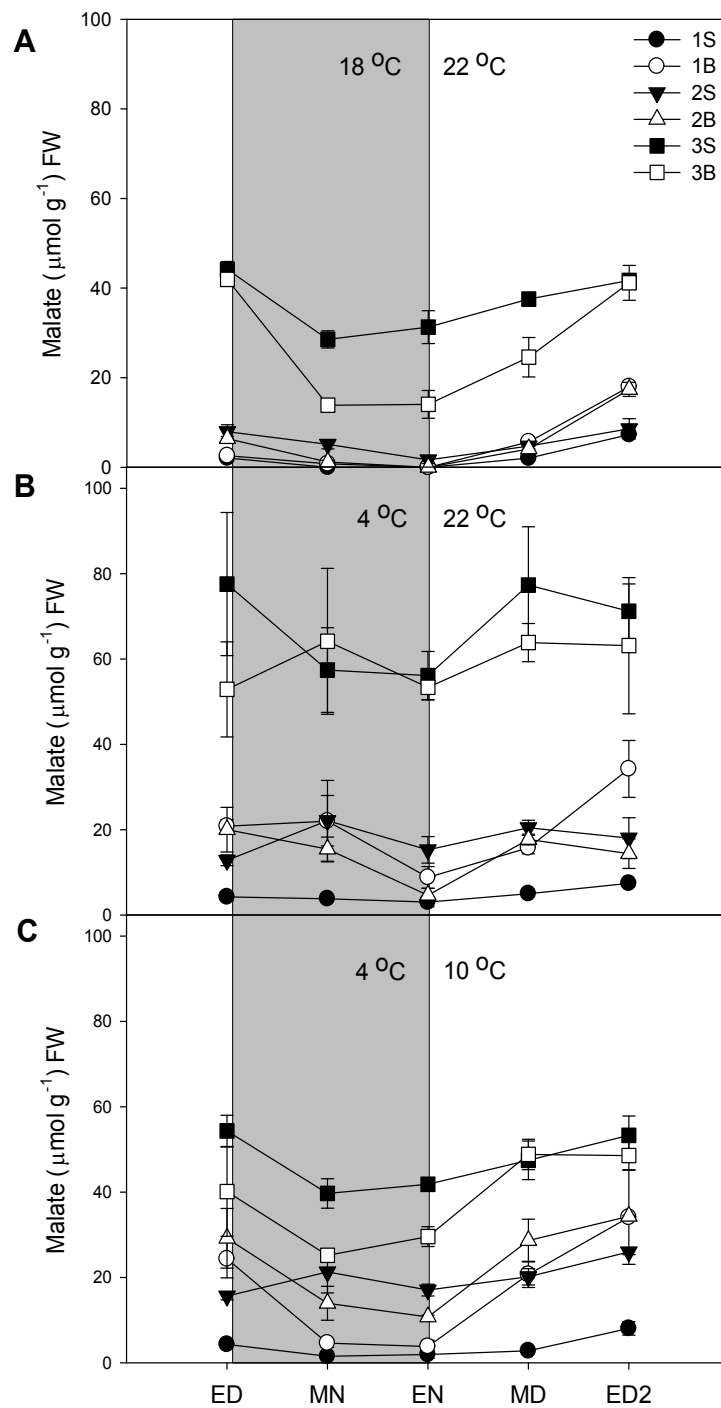 A
100
80
60
40
20
0
Malate ( μmol g⁻¹) FW
18 ºC
22 ºC
1S
1B
2S
2B
3S
3B
B
100
80
60
40
20
0
Malate ( μmol g⁻¹) FW
4 ºC
22 ºC
C
100
80
60
40
20
0
Malate ( μmol g⁻¹) FW
4 ºC
10 ºC
ED MN EN MD ED2